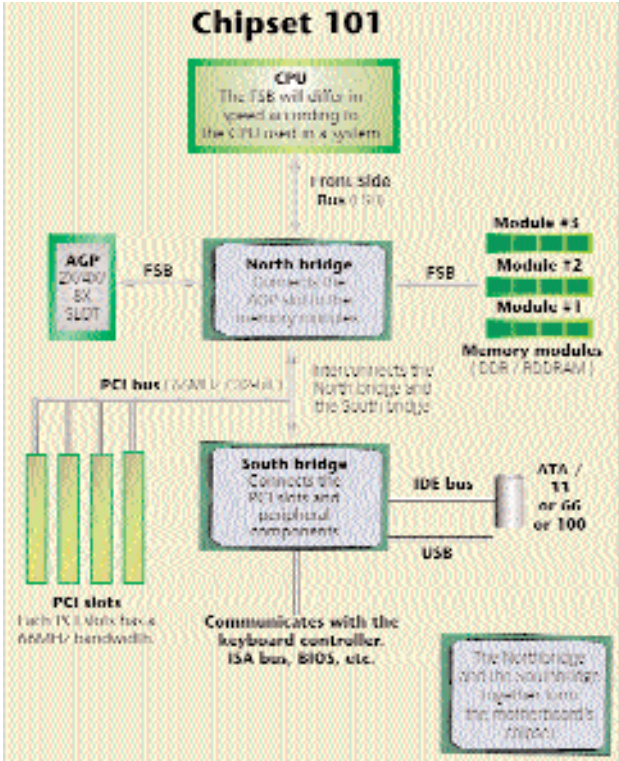 Chipset 101
CPU
The FSB will differ in
speed according to
the CPU used in a system
Front Side
Bus (FSB)
AGP
2X/4X/
8X
SLOT
FSB
North bridge
Connects the
AGP slot to the
memory modules
FSB
Module #3
Module #2
Module #1
Memory modules
( DDR / RDDRAM )
PCI bus
Interconnects the
North bridge and
the South bridge
South bridge
Connects the
PCI slots and
peripheral
components
IDE bus
USB
ATA /
33
or 66
or 100
PCI slots
Each PCI slots has a
66MHz bandwidth.
Communicates with the
keyboard controller.
ISA bus, BIOS, etc.
The Northbridge
and the Southbridge
together form
the motherboard's
chipset